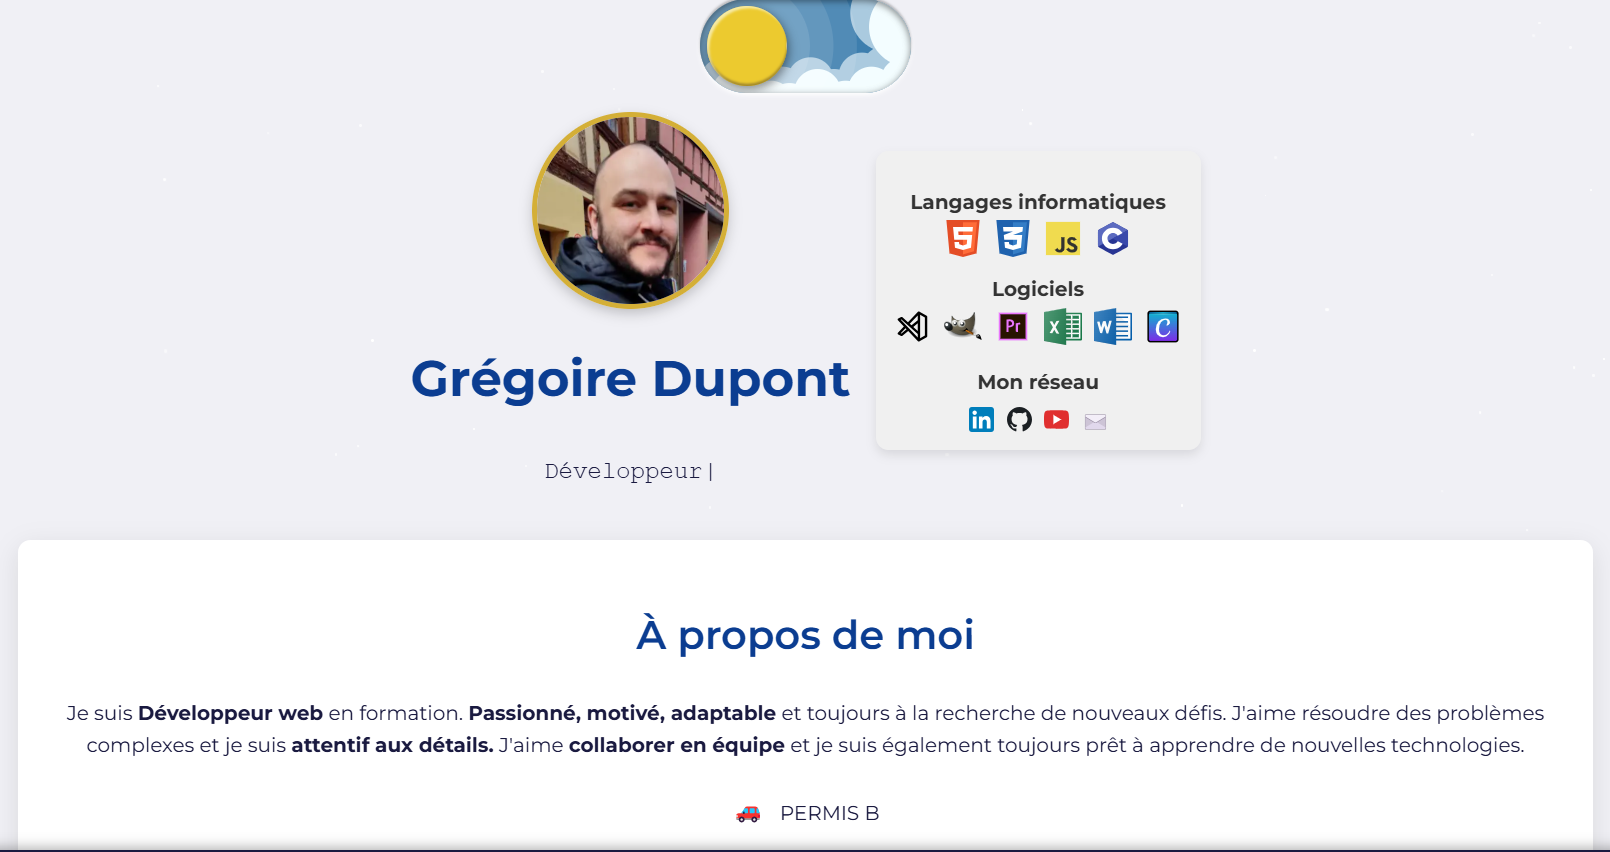 Grégoire Dupont
Développeur|
Langages informatiques
5 3 JS C
Logiciels
Pr X W C
Mon réseau
in
À propos de moi
Je suis Développeur web en formation. Passionné, motivé, adaptable et toujours à la recherche de nouveaux défis. J'aime résoudre des problèmes
complexes et je suis attentif aux détails. J'aime collaborer en équipe et je suis également toujours prêt à apprendre de nouvelles technologies.
PERMIS B